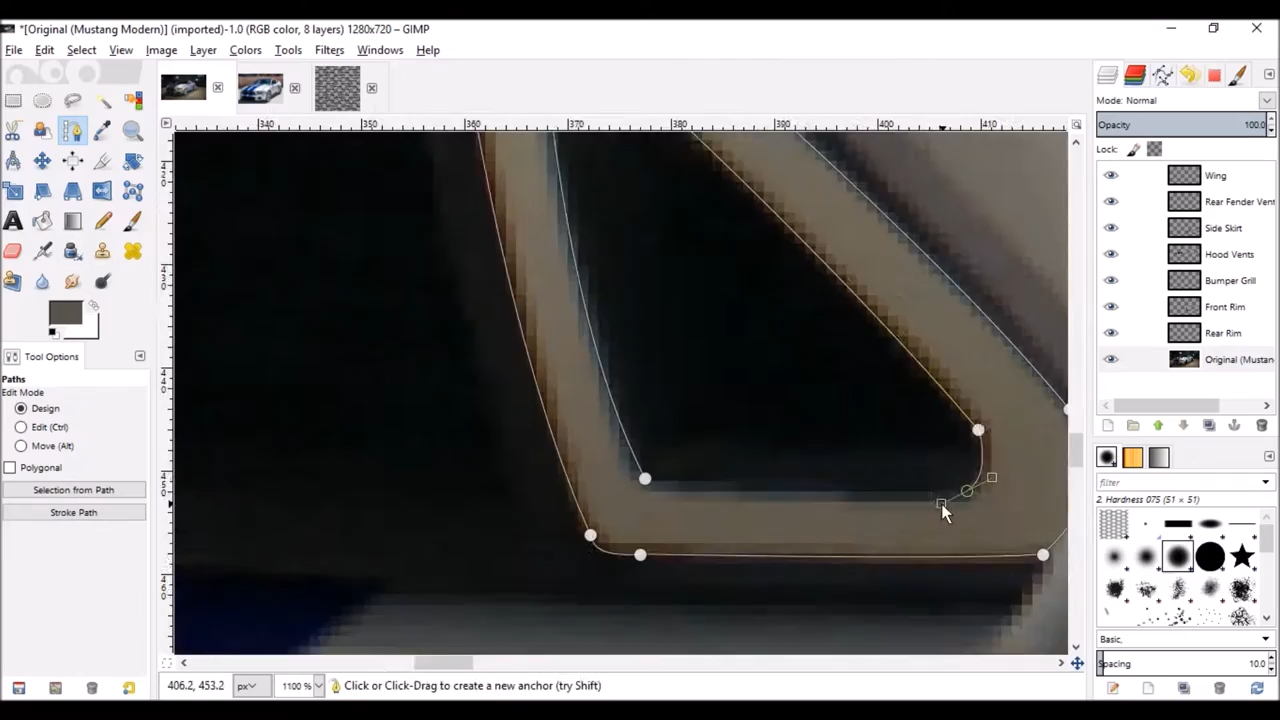 *[Original (Mustang Modern)] (imported)-1.0 (RGB color, 8 layers) 1280x720 – GIMP
File Edit Select View Image Layer Colors Tools Filters Windows Help
340 350 360 370 380 390 400 410
Mode: Normal
Opacity 100.0
Lock:
Wing
Rear Fender Vent
Side Skirt
Hood Vents
Bumper Grill
Front Rim
Rear Rim
Original (Mustan
Tool Options
Paths
Edit Mode
Design
Edit (Ctrl)
Move (Alt)
Polygonal
Selection from Path
Stroke Path
filter
2. Hardness 075 (51 × 51)
Basic,
Spacing 10.0
406.2, 453.2 px 1100 % Click or Click-Drag to create a new anchor (try Shift)